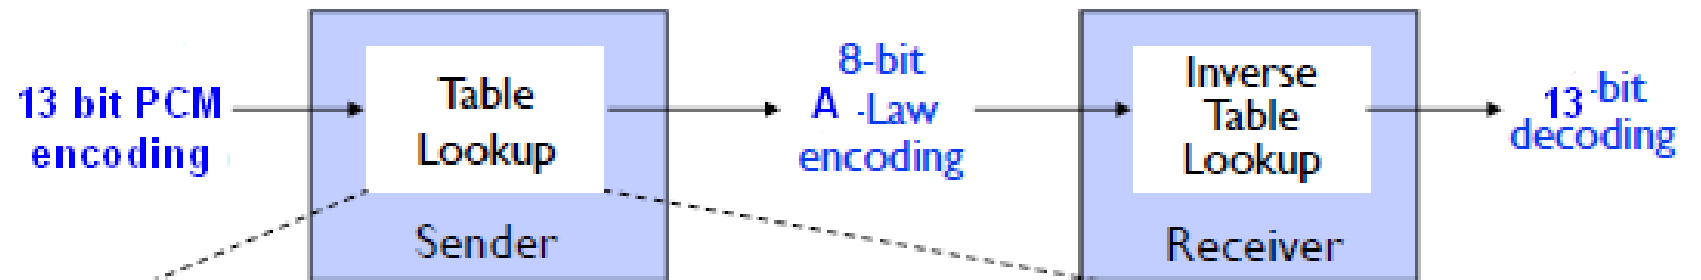 13 bit PCM
encoding
Table
Lookup
Sender
8-bit
A -Law
encoding
Inverse
Table
Lookup
Receiver
13-bit
decoding